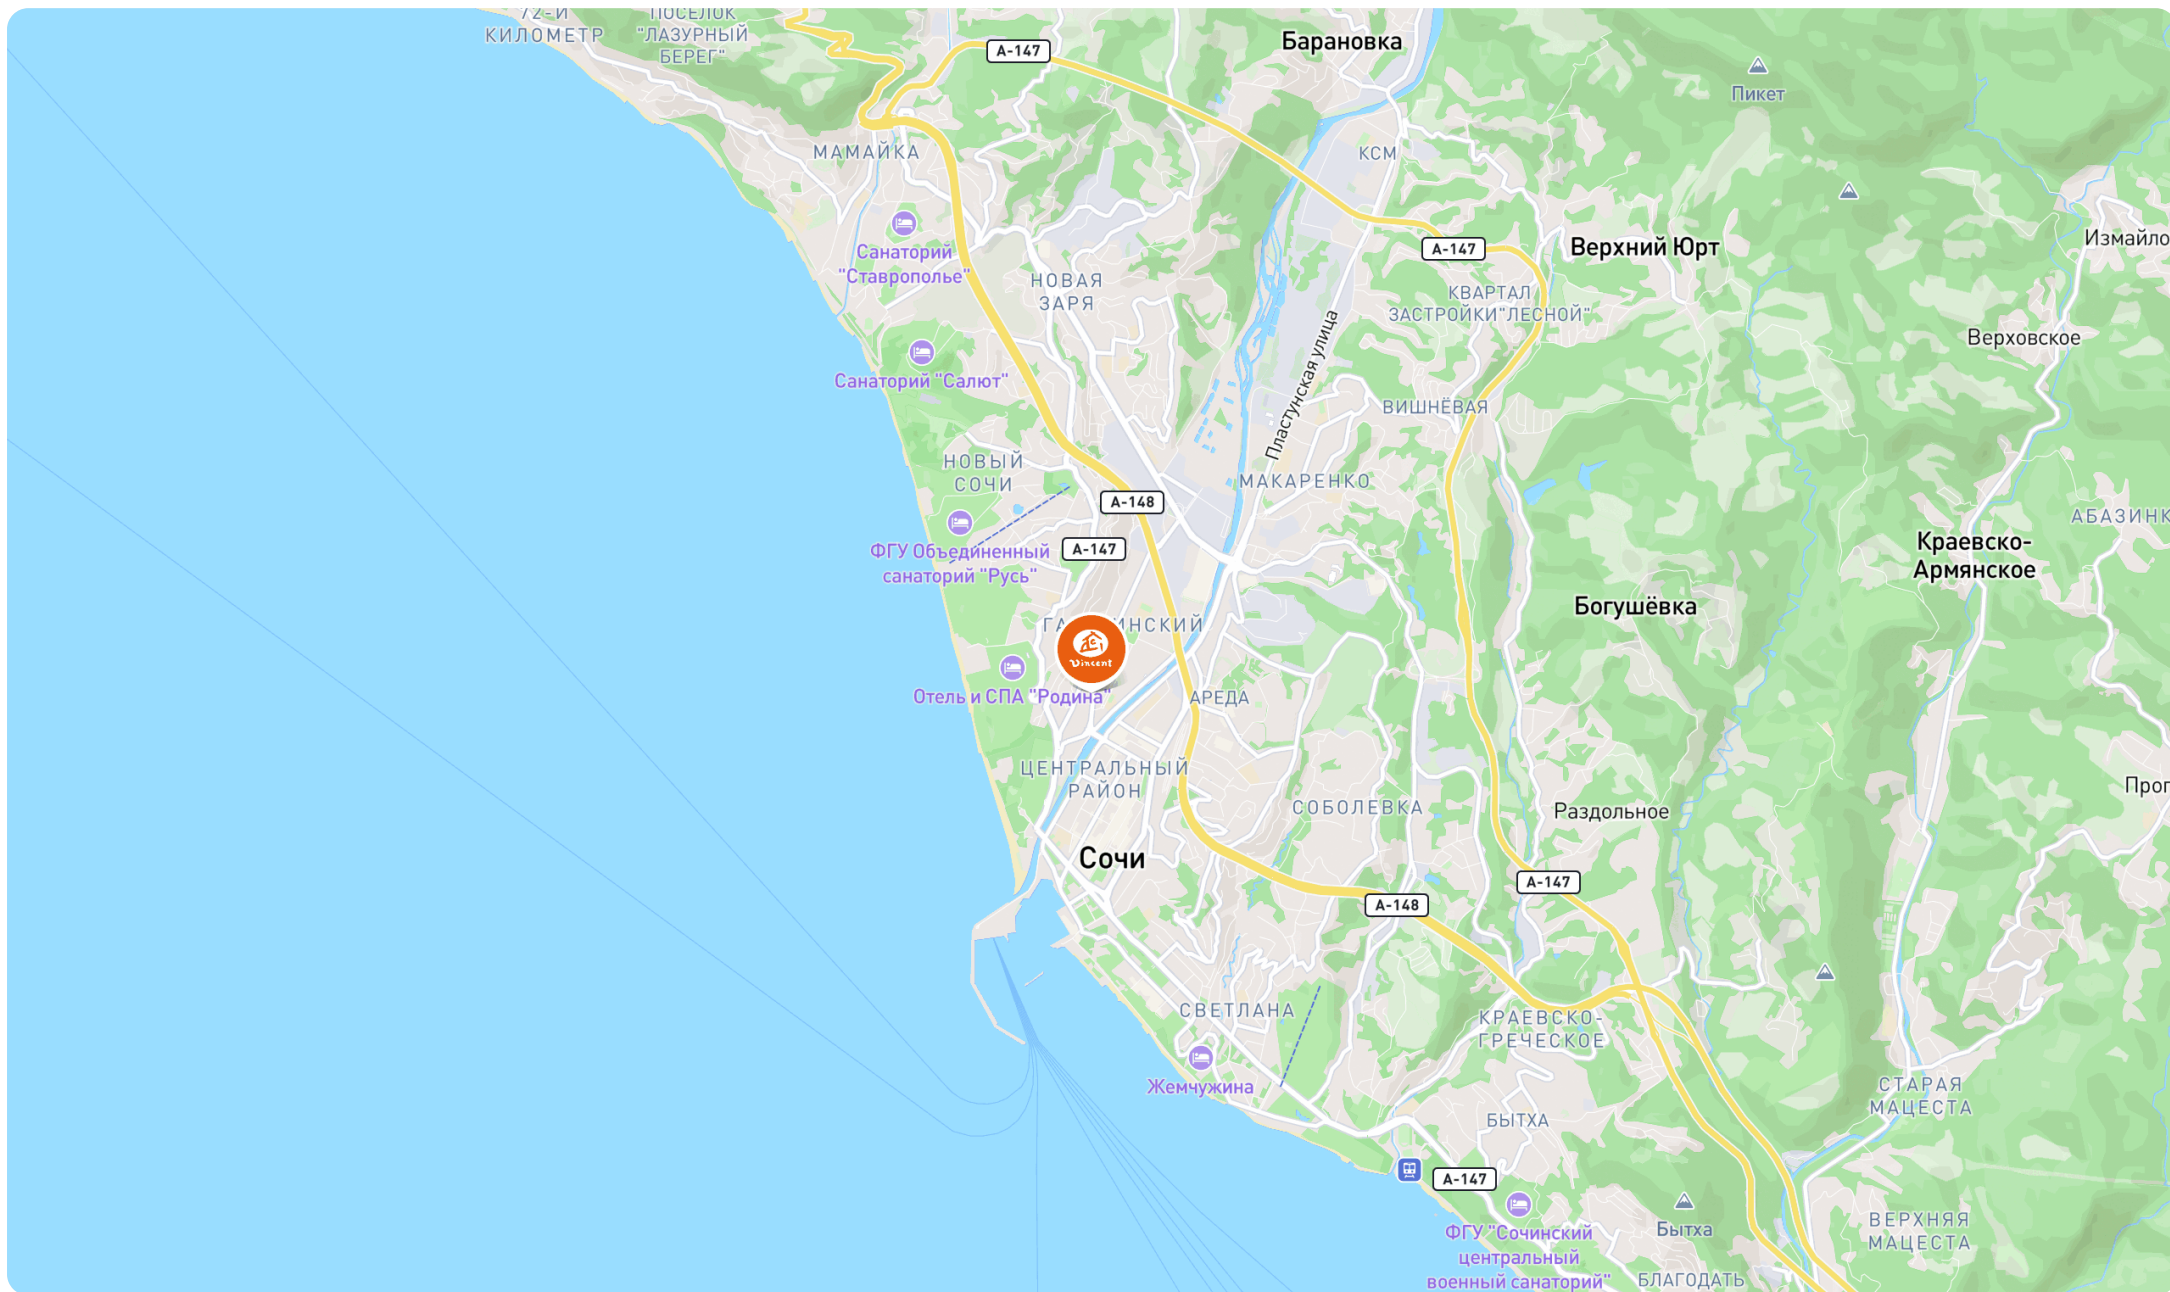 72-Й
КИЛОМЕТР
ПОСЁЛОК
"ЛАЗУРНЫЙ
БЕРЕГ"
А-147
Барановка
Пикет
МАМАЙКА
КСМ
Санаторий
"Ставрополье"
НОВАЯ
ЗАРЯ
А-147
Верхний Юрт
КВАРТАЛ
ЗАСТРОЙКИ"ЛЕСНОЙ"
Измайло
Верховское
Пластунская улица
Санаторий "Салют"
ВИШНЁВАЯ
НОВЫЙ
СОЧИ
МАКАРЕНКО
А-148
АБАЗИНК
А-147
ФГУ Объединенный
санаторий "Русь"
Краевско-
Армянское
Богушёвка
ГА
ИНСКИЙ
Vincent
Отель и СПА "Родина"
АРЕДА
ЦЕНТРАЛЬНЫЙ
РАЙОН
СОБОЛЕВКА
Раздольное
Прог
Сочи
А-147
А-148
СВЕТЛАНА
КРАЕВСКО-
ГРЕЧЕСКОЕ
Жемчужина
СТАРАЯ
МАЦЕСТА
БЫТХА
А-147
ФГУ "Сочинский
центральный
военный санаторий"
Бытха
ВЕРХНЯЯ
МАЦЕСТА
БЛАГОДАТЬ